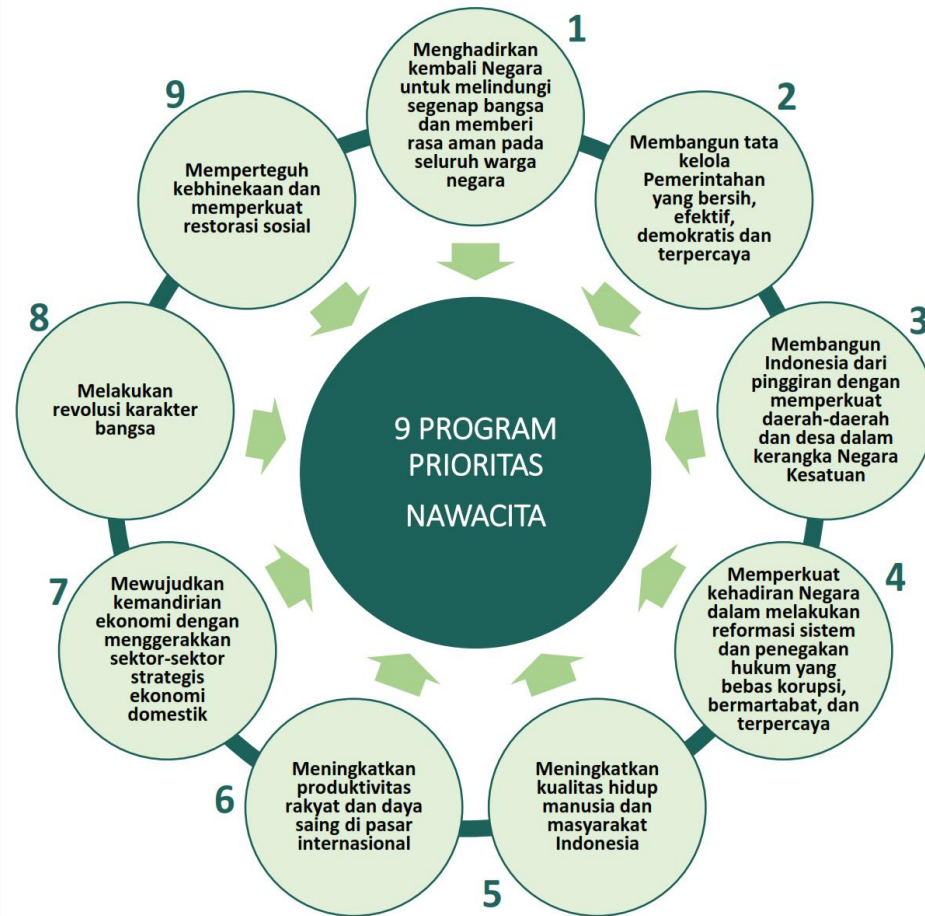 1
Menghadirkan
kembali Negara
untuk melindungi
segenap bangsa
dan memberi
rasa aman pada
seluruh warga
negara
2
Membangun tata
kelola
Pemerintahan
yang bersih,
efektif,
demokratis dan
terpercaya
3
Membangun
Indonesia dari
pinggiran dengan
memperkuat
daerah-daerah
dan desa dalam
kerangka Negara
Kesatuan
4
Memperkuat
kehadiran Negara
dalam melakukan
reformasi sistem
dan penegakan
hukum yang
bebas korupsi,
bermartabat, dan
terpercaya
5
Meningkatkan
kualitas hidup
manusia dan
masyarakat
Indonesia
6
Meningkatkan
produktivitas
rakyat dan daya
saing di pasar
internasional
7
Mewujudkan
kemandirian
ekonomi dengan
menggerakkan
sektor-sektor
strategis
ekonomi
domestik
8
Melakukan
revolusi karakter
bangsa
9
Memperteguh
kebhinekaan dan
memperkuat
restorasi sosial
9 PROGRAM
PRIORITAS
NAWACITA